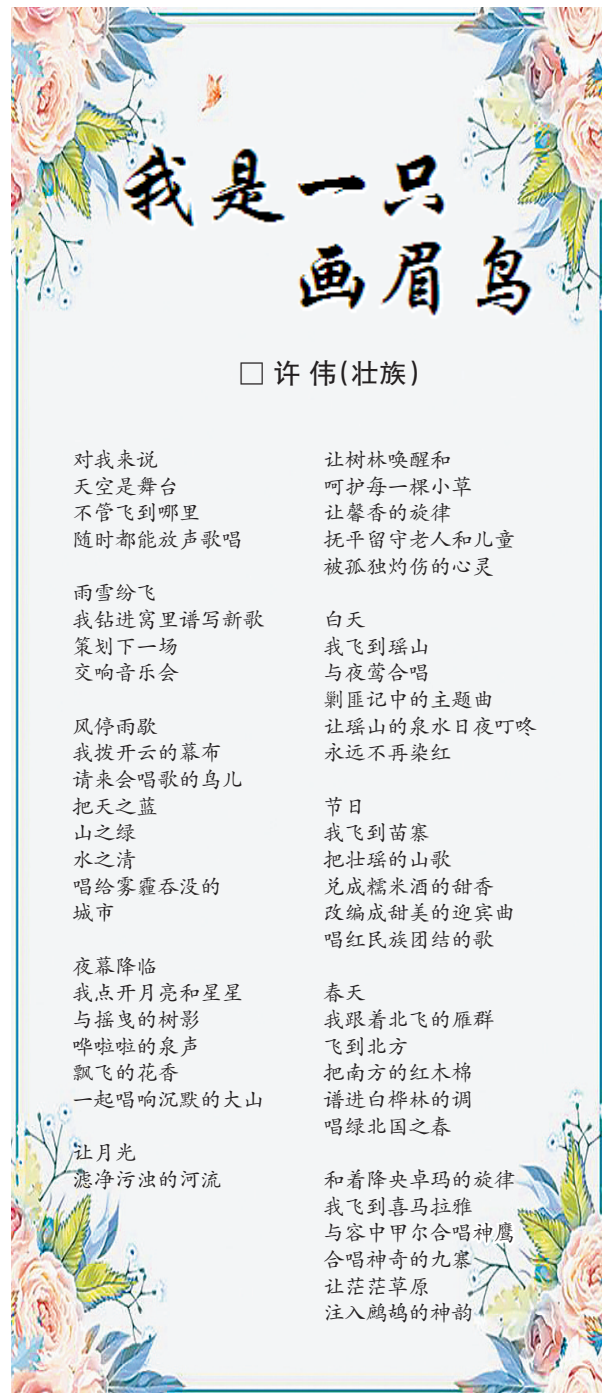 我是一只
画眉鸟
□ 许 伟(壮族)
对我来说
天空是舞台
不管飞到哪里
随时都能放声歌唱
雨雪纷飞
我钻进窝里谱写新歌
策划下一场
交响音乐会
风停雨歇
我拨开云的幕布
请来会唱歌的鸟儿
把天之蓝
山之绿
水之清
唱给雾霾吞没的
城市
夜幕降临
我点开月亮和星星
与摇曳的树影
哗啦啦的泉声
飘飞的花香
一起唱响沉默的大山
让月光
滤净污浊的河流
让树林唤醒和
呵护每一棵小草
让馨香的旋律
抚平留守老人和儿童
被孤独灼伤的心灵
白天
我飞到瑶山
与夜莺合唱
剿匪记中的主题曲
让瑶山的泉水日夜叮咚
永远不再染红
节日
我飞到苗寨
把壮瑶的山歌
兑成糯米酒的甜香
改编成甜美的迎宾曲
唱红民族团结的歌
春天
我跟着北飞的雁群
飞到北方
把南方的红木棉
谱进白桦林的调
唱绿北国之春
和着降央卓玛的旋律
我飞到喜马拉雅
与容中甲尔合唱神鹰
合唱神奇的九寨
让茫茫草原
注入鹧鸪的神韵